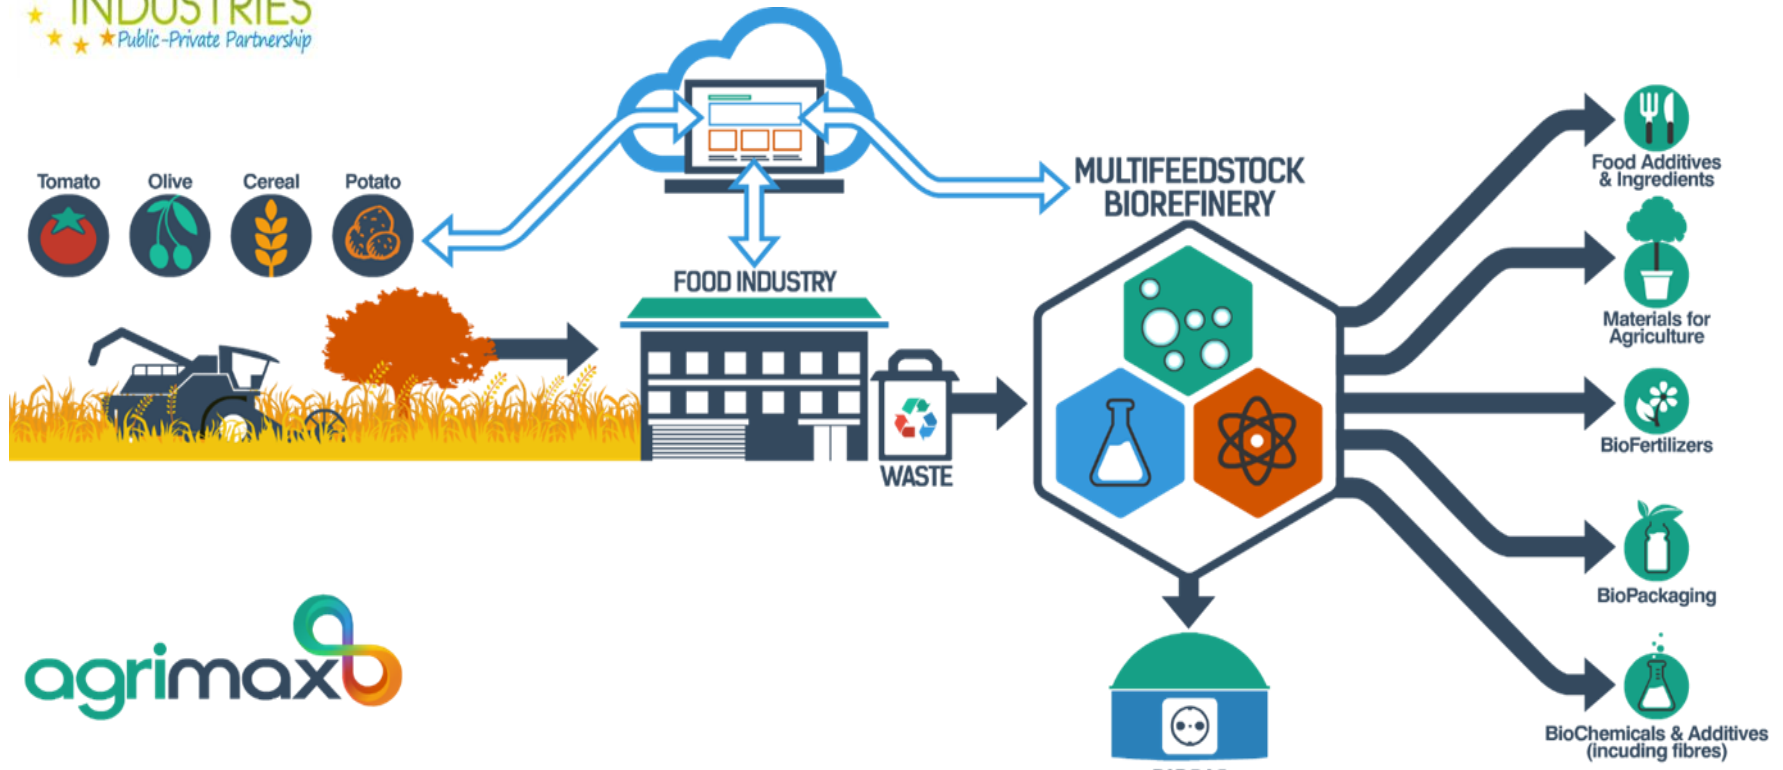 INDUSTRIES
Public-Private Partnership
Tomato
Olive
Cereal
Potato
FOOD INDUSTRY
WASTE
MULTIFEEDSTOCK
BIOREFINERY
Food Additives
& Ingredients
Materials for
Agriculture
BioFertilizers
BioPackaging
BioChemicals & Additives
(incuding fibres)
agrimax